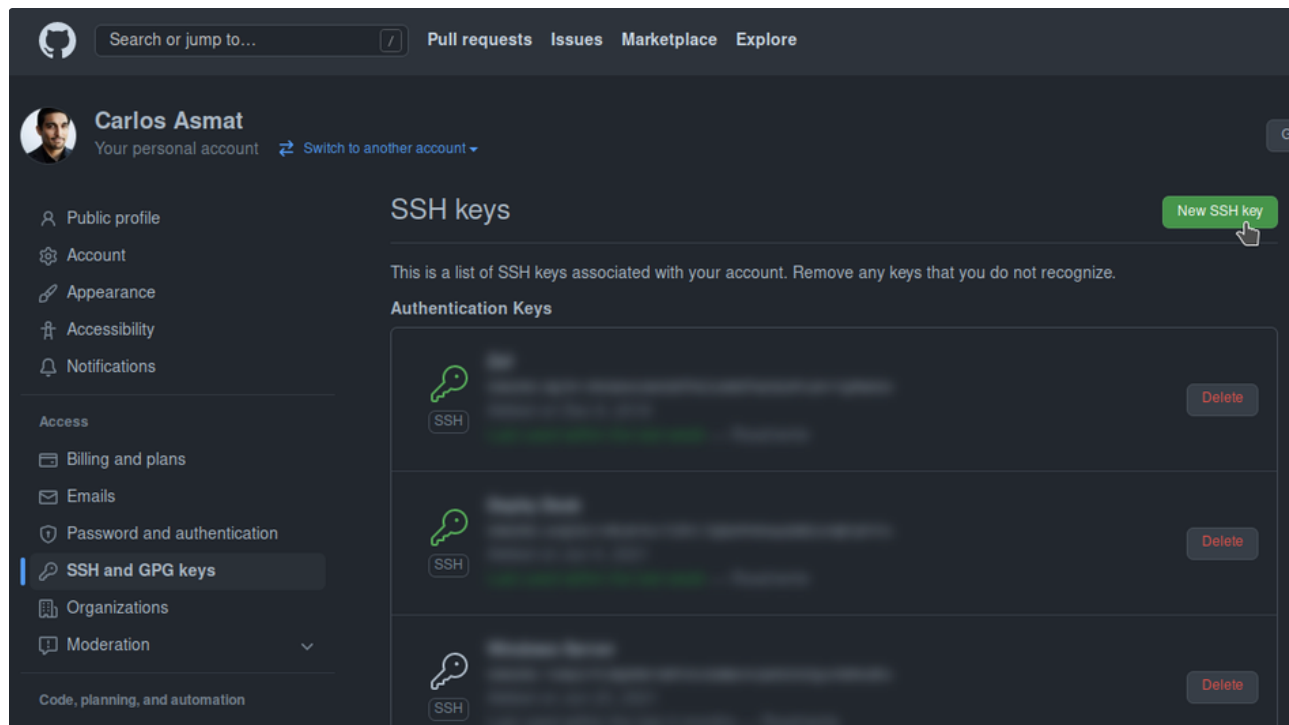 Search or jump to... /
Pull requests Issues Marketplace Explore
Carlos Asmat
Your personal account Switch to another account
G
Public profile
Account
Appearance
Accessibility
Notifications
Access
Billing and plans
Emails
Password and authentication
SSH and GPG keys
Organizations
Moderation
Code, planning, and automation
SSH keys
New SSH key
This is a list of SSH keys associated with your account. Remove any keys that you do not recognize.
Authentication Keys
SSH
Delete
SSH
Delete
SSH
Delete